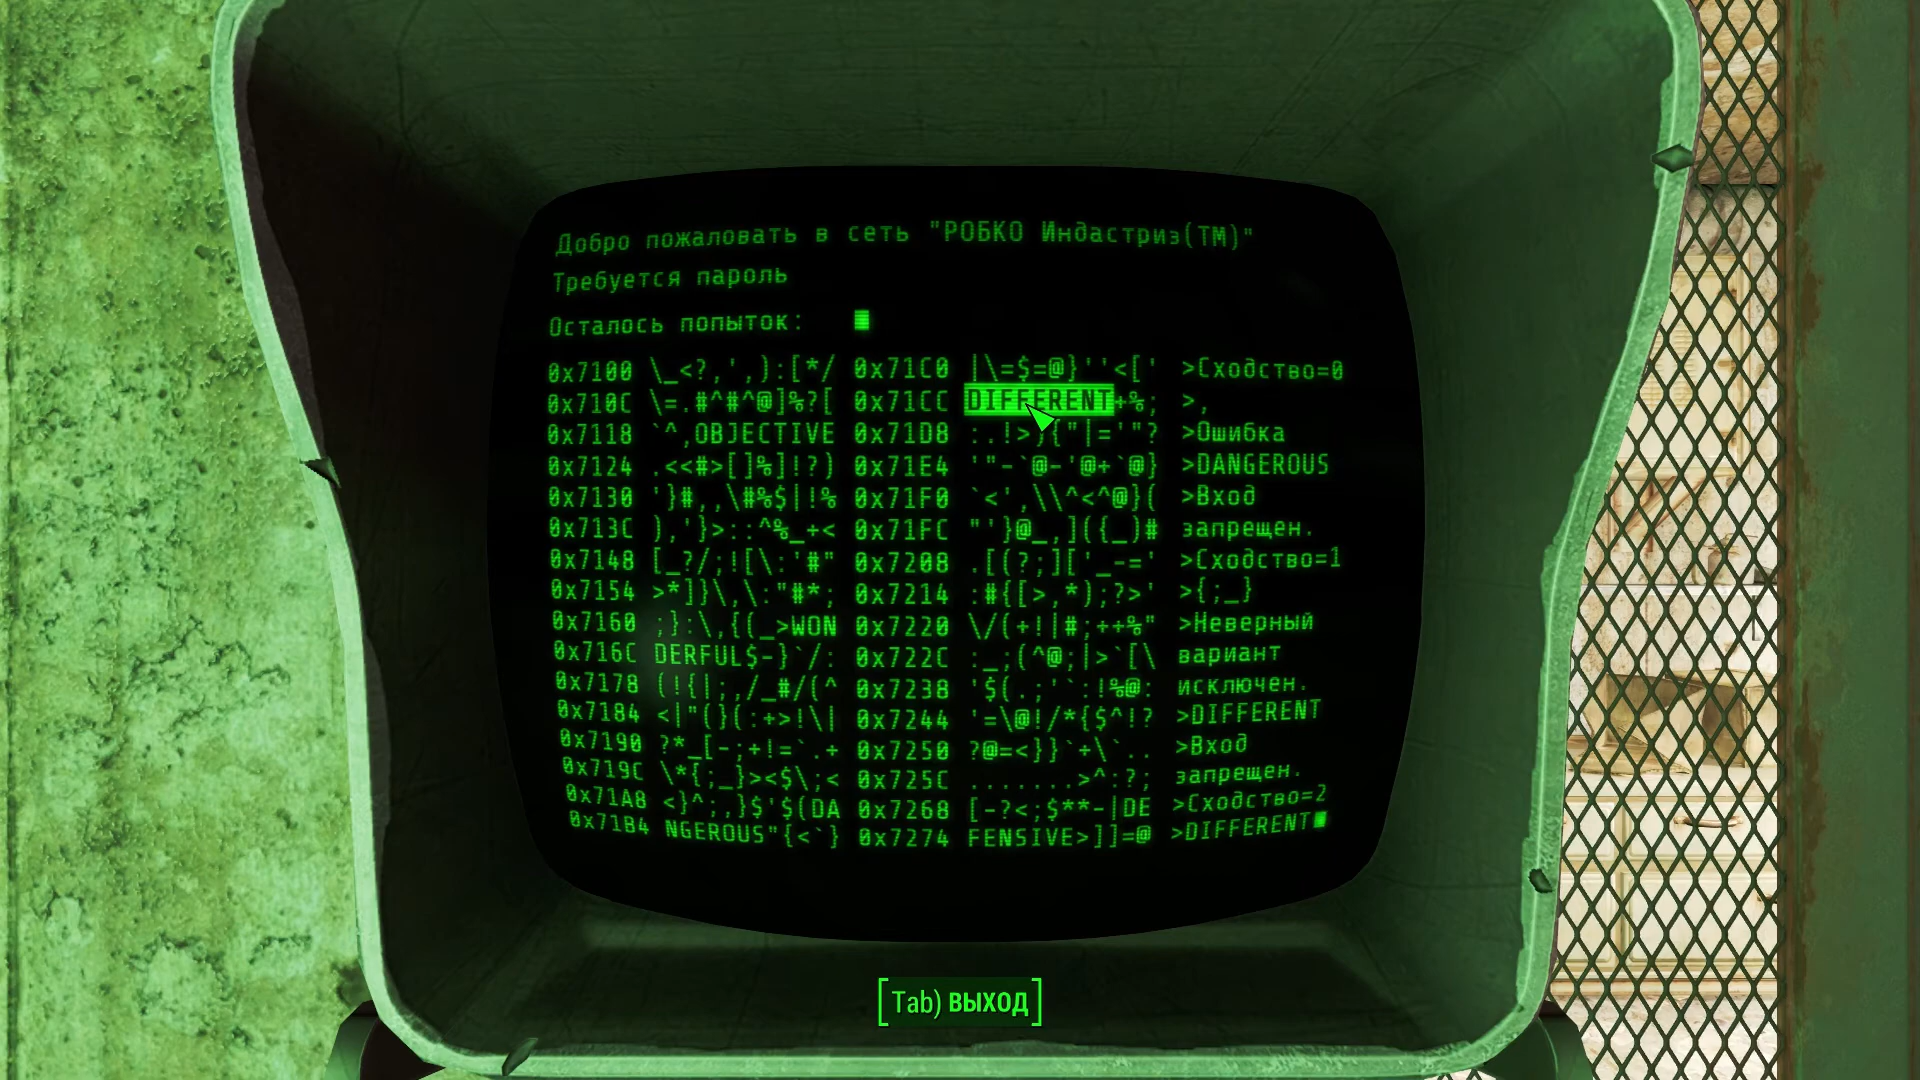 Добро пожаловать в сеть "РОБКО Индастриз(ТМ)"
Требуется пароль
Осталось попыток: ■
0x7100 \_<?,',):[*/ 0x71C0 |\=$=@}''<[' >Сходство=0
0x710C \=.#^#^@]%?[ 0x71CC DIFFERENT+%; >,
0x7118 `^,OBJECTIVE 0x71D8 :.!>){"|='"? >Ошибка
0x7124 .<<#>[]%]!?) 0x71E4 '"-`@-'@+`@} >DANGEROUS
0x7130 '}#,,\#%$|!% 0x71F0 `<',\\^<^@}( >Вход
0x713C ),'}>::^%_+< 0x71FC "'}@_,]({_)# запрещен.
0x7148 [_?/;![\:'#" 0x7208 .[(?;]['_-=' >Сходство=1
0x7154 >*]}\,\:"#*; 0x7214 :#{[>,*);?>' >{;_}
0x7160 ;}:\,{(_>WON 0x7220 \/(+!|#;++%" >Неверный
0x716C DERFUL$-}`/: 0x722C :_;(^@;|>`[\ вариант
0x7178 (!{|;,/_#/(^ 0x7238 '$(.;'`:!%@: исключен.
0x7184 <|"(}(:+>!\| 0x7244 '=\@!/*{$^!? >DIFFERENT
0x7190 ?*_[-;+!=`.+ 0x7250 ?@=<}}`+\`.. >Вход
0x719C \*{;_}><$\;< 0x725C .......>^:?; запрещен.
0x71A8 <}^;,}$'$(DA 0x7268 [-?<;$**-|DE >Сходство=2
0x71B4 NGEROUS"{<`} 0x7274 FENSIVE>]]=@ >DIFFERENT■
[Tab) ВЫХОД]